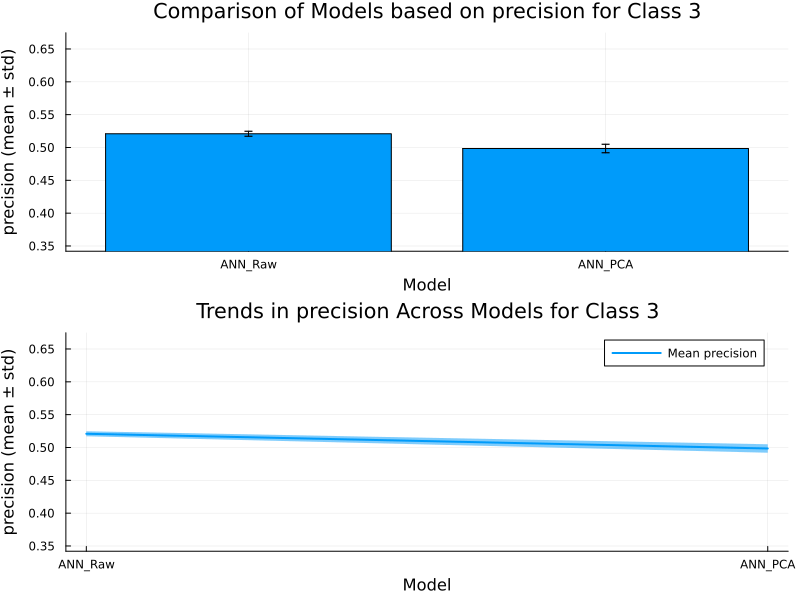 Comparison of Models based on precision for Class 3
precision (mean ± std)
0.65
0.60
0.55
0.50
0.45
0.40
0.35
ANN_Raw ANN_PCA
Model
Trends in precision Across Models for Class 3
precision (mean ± std)
0.65
0.60
0.55
0.50
0.45
0.40
0.35
Mean precision
ANN_Raw ANN_PCA
Model